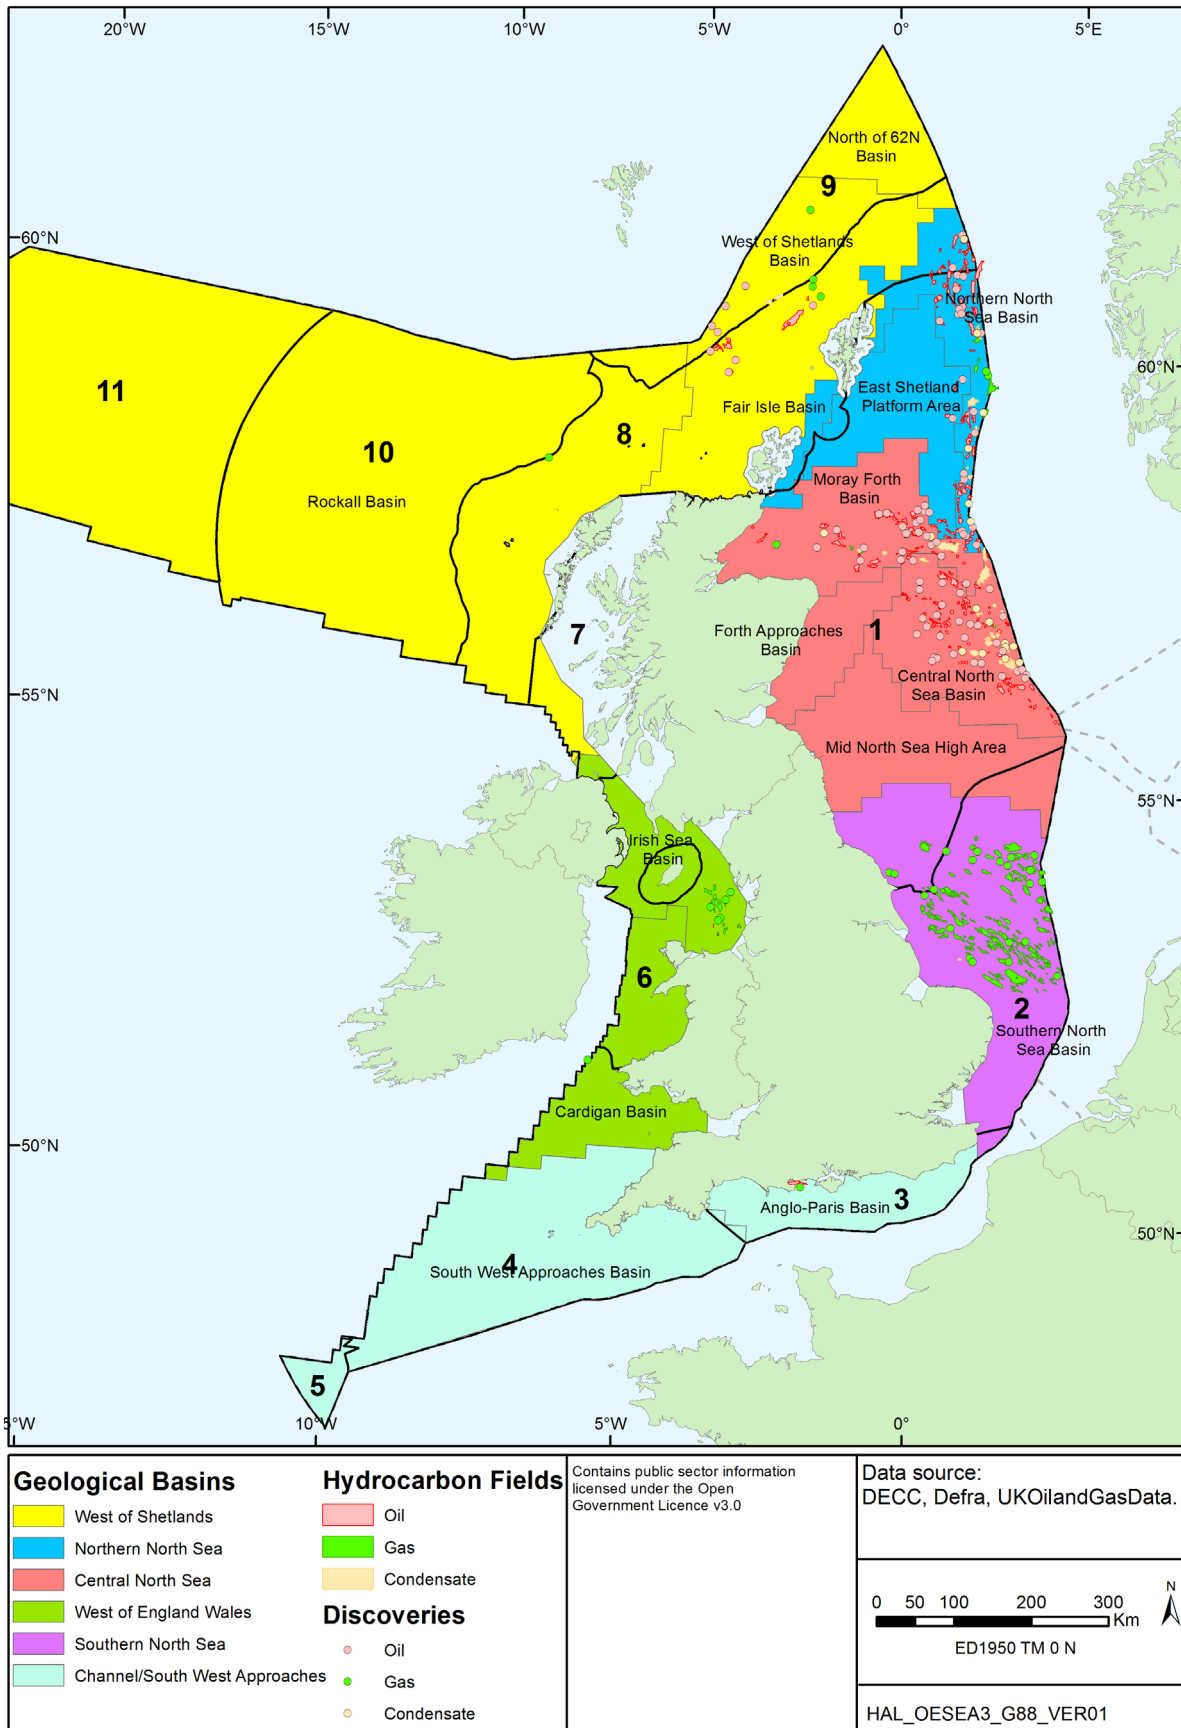 20°W
15°W
10°W
5°W
0°
5°E
North of 62N
Basin
9
60°N
West of Shetlands
Basin
Northern North
Sea Basin
60°N
11
East Shetland
Platform Area
Fair Isle Basin
8
10
Rockall Basin
Moray Forth
Basin
7
Forth Approaches
Basin
1
Central North
Sea Basin
55°N
Mid North Sea High Area
55°N
Irish Sea
Basin
6
2
Southern North
Sea Basin
Cardigan Basin
50°N
3
Anglo-Paris Basin
50°N
4
South West Approaches Basin
5
5°W
10°W
5°W
0°
Geological Basins
West of Shetlands
Northern North Sea
Central North Sea
West of England Wales
Southern North Sea
Channel/South West Approaches
Hydrocarbon Fields
Oil
Gas
Condensate
Discoveries
Oil
Gas
Condensate
Contains public sector information
licensed under the Open
Government Licence v3.0
Data source:
DECC, Defra, UKOilandGasData.
0 50 100 200 300
Km
N
ED1950 TM 0 N
HAL_OESEA3_G88_VER01